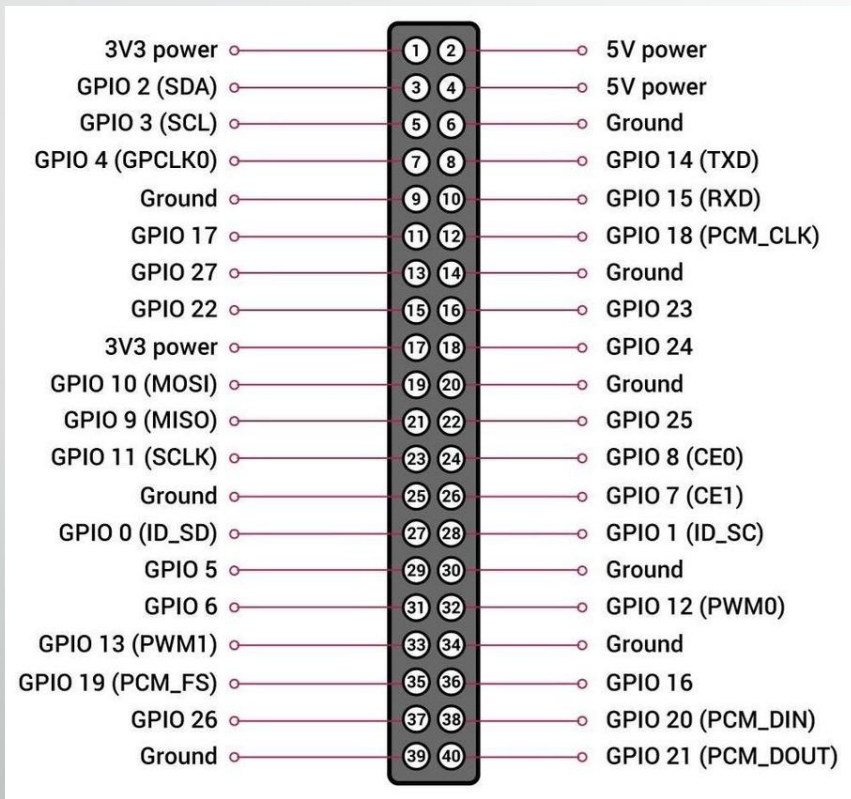 3V3 power 1 2 5V power
GPIO 2 (SDA) 3 4 5V power
GPIO 3 (SCL) 5 6 Ground
GPIO 4 (GPCLK0) 7 8 GPIO 14 (TXD)
Ground 9 10 GPIO 15 (RXD)
GPIO 17 11 12 GPIO 18 (PCM_CLK)
GPIO 27 13 14 Ground
GPIO 22 15 16 GPIO 23
3V3 power 17 18 GPIO 24
GPIO 10 (MOSI) 19 20 Ground
GPIO 9 (MISO) 21 22 GPIO 25
GPIO 11 (SCLK) 23 24 GPIO 8 (CE0)
Ground 25 26 GPIO 7 (CE1)
GPIO 0 (ID_SD) 27 28 GPIO 1 (ID_SC)
GPIO 5 29 30 Ground
GPIO 6 31 32 GPIO 12 (PWM0)
GPIO 13 (PWM1) 33 34 Ground
GPIO 19 (PCM_FS) 35 36 GPIO 16
GPIO 26 37 38 GPIO 20 (PCM_DIN)
Ground 39 40 GPIO 21 (PCM_DOUT)